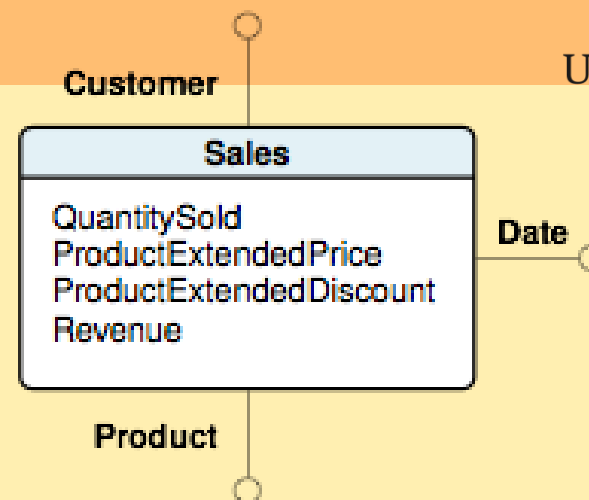 U
Customer
Sales
QuantitySold
ProductExtendedPrice
ProductExtendedDiscount
Revenue
Date
Product